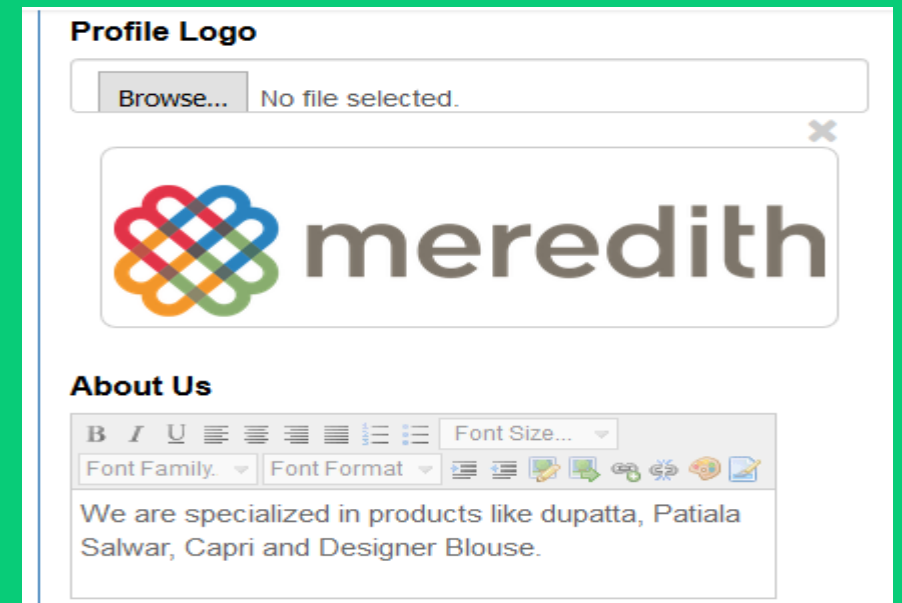 Profile Logo
Browse... No file selected.
meredith
About Us
B I U Font Size...
Font Family. Font Format
We are specialized in products like dupatta, Patiala
Salwar, Capri and Designer Blouse.